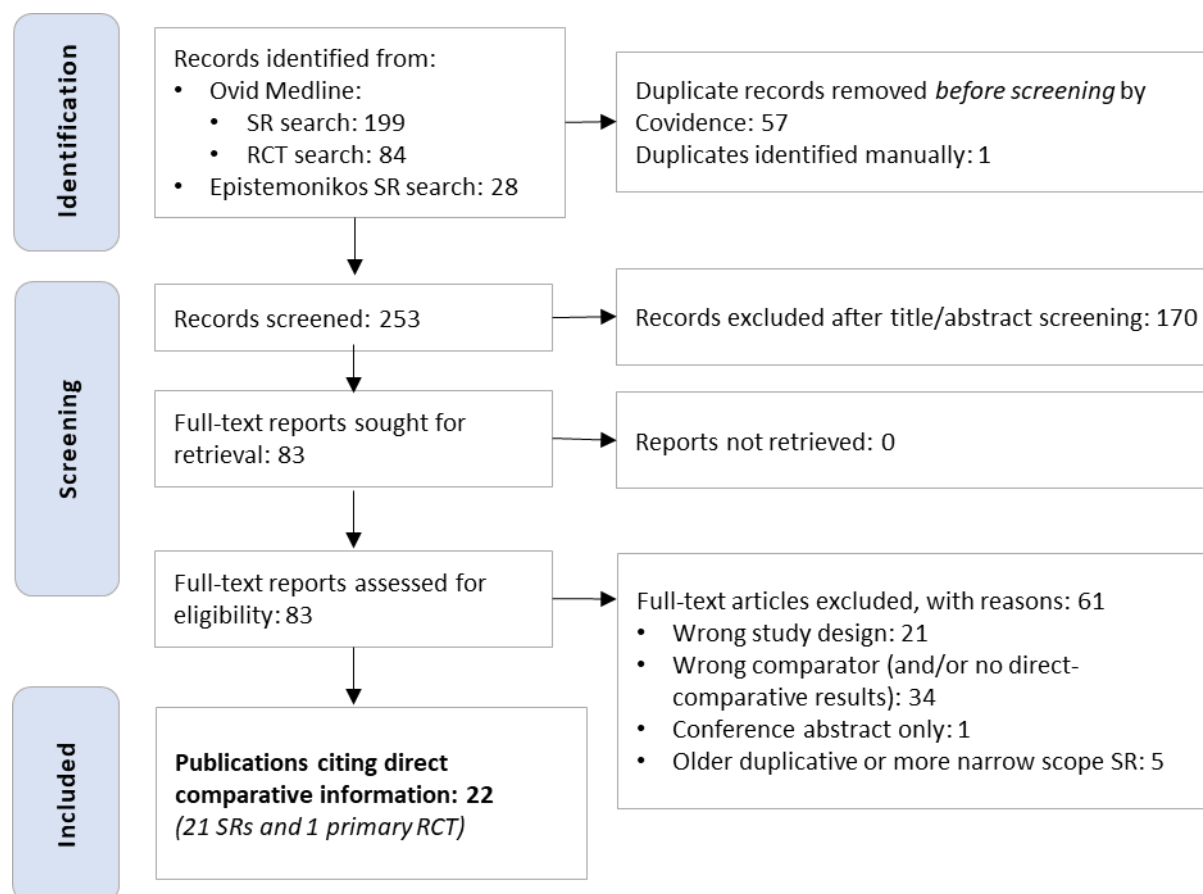 Identification
Records identified from:
• Ovid Medline:
• SR search: 199
• RCT search: 84
• Epistemonikos SR search: 28
Duplicate records removed before screening by
Covidence: 57
Duplicates identified manually: 1
Screening
Records screened: 253
Records excluded after title/abstract screening: 170
Full-text reports sought for
retrieval: 83
Reports not retrieved: 0
Full-text reports assessed for
eligibility: 83
Full-text articles excluded, with reasons: 61
• Wrong study design: 21
• Wrong comparator (and/or no direct-
comparative results): 34
• Conference abstract only: 1
• Older duplicative or more narrow scope SR: 5
Included
Publications citing direct
comparative information: 22
(21 SRs and 1 primary RCT)